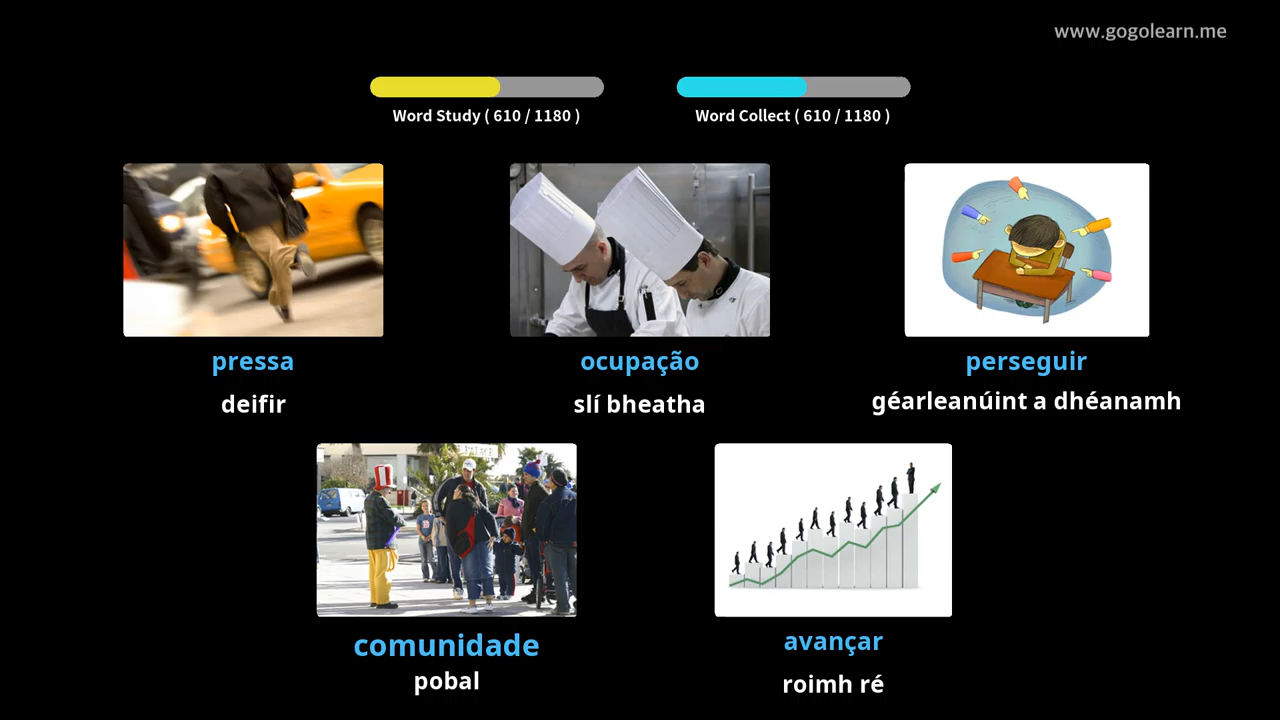 www.gogolearn.me
Word Study ( 610 / 1180 )
Word Collect ( 610 / 1180 )
pressa
ocupação
perseguir
deifir
slí bheatha
géarleanúint a dhéanamh
comunidade
avançar
pobal
roimh ré